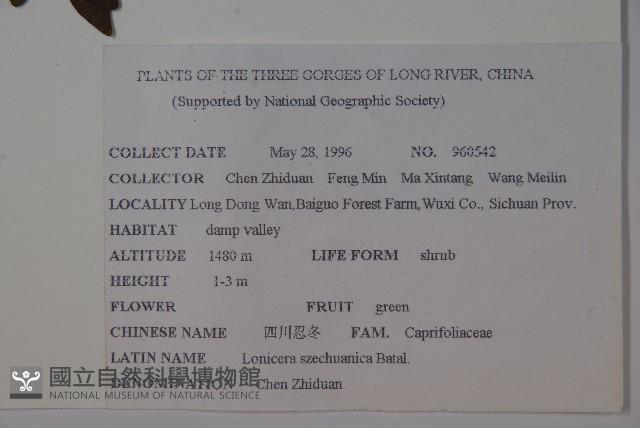 PLANTS OF THE THREE GORGES OF LONG RIVER, CHINA
(Supported by National Geographic Society)
COLLECT DATE May 28, 1996 NO. 960542
COLLECTOR Chen Zhiduan Feng Min Ma Xintang Wang Meilin
LOCALITY Long Dong Wan,Baiguo Forest Farm,Wuxi Co., Sichuan Prov.
HABITAT damp valley
ALTITUDE 1480 m LIFE FORM shrub
HEIGHT 1-3 m
FLOWER FRUIT green
CHINESE NAME 四川忍冬 FAM. Caprifoliaceae
LATIN NAME Lonicera szechuanica Batal.
DENOMINATION Chen Zhiduan
國立自然科學博物館
NATIONAL MUSEUM OF NATURAL SCIENCE